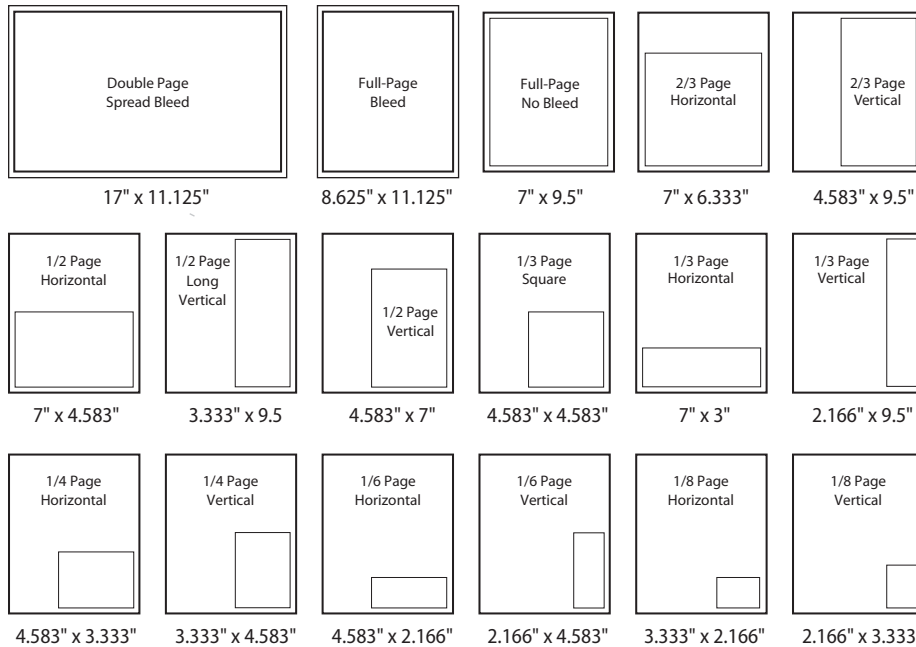 Double Page
Spread Bleed
17" x 11.125"
Full-Page
Bleed
8.625" x 11.125"
Full-Page
No Bleed
7" x 9.5"
2/3 Page
Horizontal
7" x 6.333"
2/3 Page
Vertical
4.583" x 9.5"
1/2 Page
Horizontal
7" x 4.583"
1/2 Page
Long
Vertical
3.333" x 9.5
1/2 Page
Vertical
4.583" x 7"
1/3 Page
Square
4.583" x 4.583"
1/3 Page
Horizontal
7" x 3"
1/3 Page
Vertical
2.166" x 9.5"
1/4 Page
Horizontal
4.583" x 3.333"
1/4 Page
Vertical
3.333" x 4.583"
1/6 Page
Horizontal
4.583" x 2.166"
1/6 Page
Vertical
2.166" x 4.583"
1/8 Page
Horizontal
3.333" x 2.166"
1/8 Page
Vertical
2.166" x 3.333